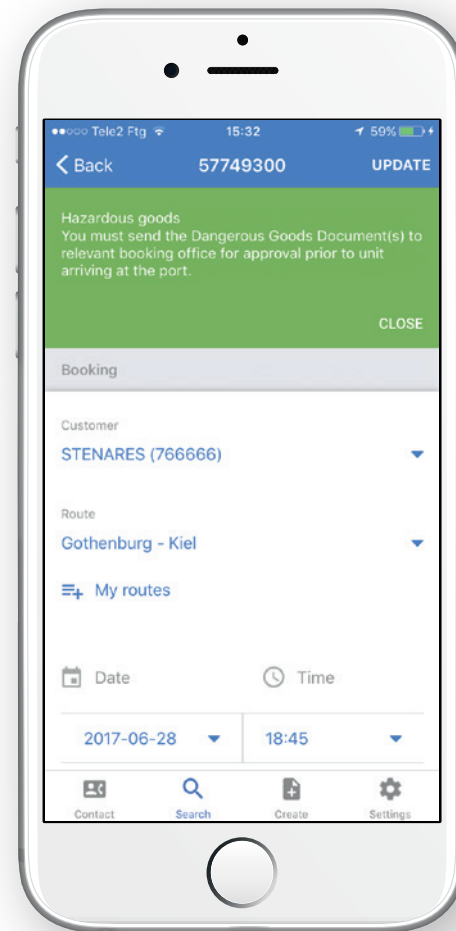 Tele2 Ftg 15:32 59%
Back 57749300 UPDATE
Hazardous goods
You must send the Dangerous Goods Document(s) to
relevant booking office for approval prior to unit
arriving at the port.
CLOSE
Booking
Customer
STENARES (766666)
Route
Gothenburg - Kiel
My routes
Date Time
2017-06-28 18:45
Contact Search Create Settings